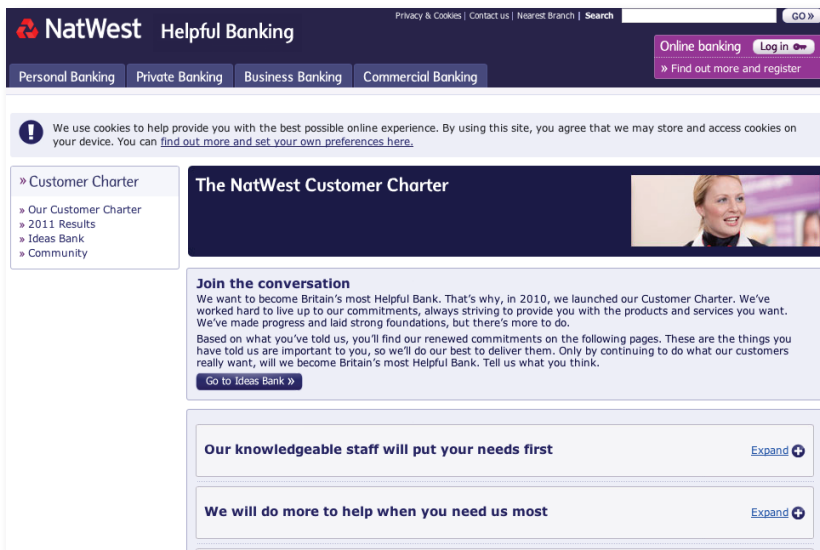 Privacy & Cookies | Contact us | Nearest Branch | Search
GO »
NatWest Helpful Banking
Online banking Log in
» Find out more and register
Personal Banking Private Banking Business Banking Commercial Banking
We use cookies to help provide you with the best possible online experience. By using this site, you agree that we may store and access cookies on
your device. You can find out more and set your own preferences here.
» Customer Charter
» Our Customer Charter
» 2011 Results
» Ideas Bank
» Community
The NatWest Customer Charter
Join the conversation
We want to become Britain's most Helpful Bank. That's why, in 2010, we launched our Customer Charter. We've
worked hard to live up to our commitments, always striving to provide you with the products and services you want.
We've made progress and laid strong foundations, but there's more to do.
Based on what you've told us, you'll find our renewed commitments on the following pages. These are the things you
have told us are important to you, so we'll do our best to deliver them. Only by continuing to do what our customers
really want, will we become Britain's most Helpful Bank. Tell us what you think.
Go to Ideas Bank »
Our knowledgeable staff will put your needs first Expand
We will do more to help when you need us most Expand